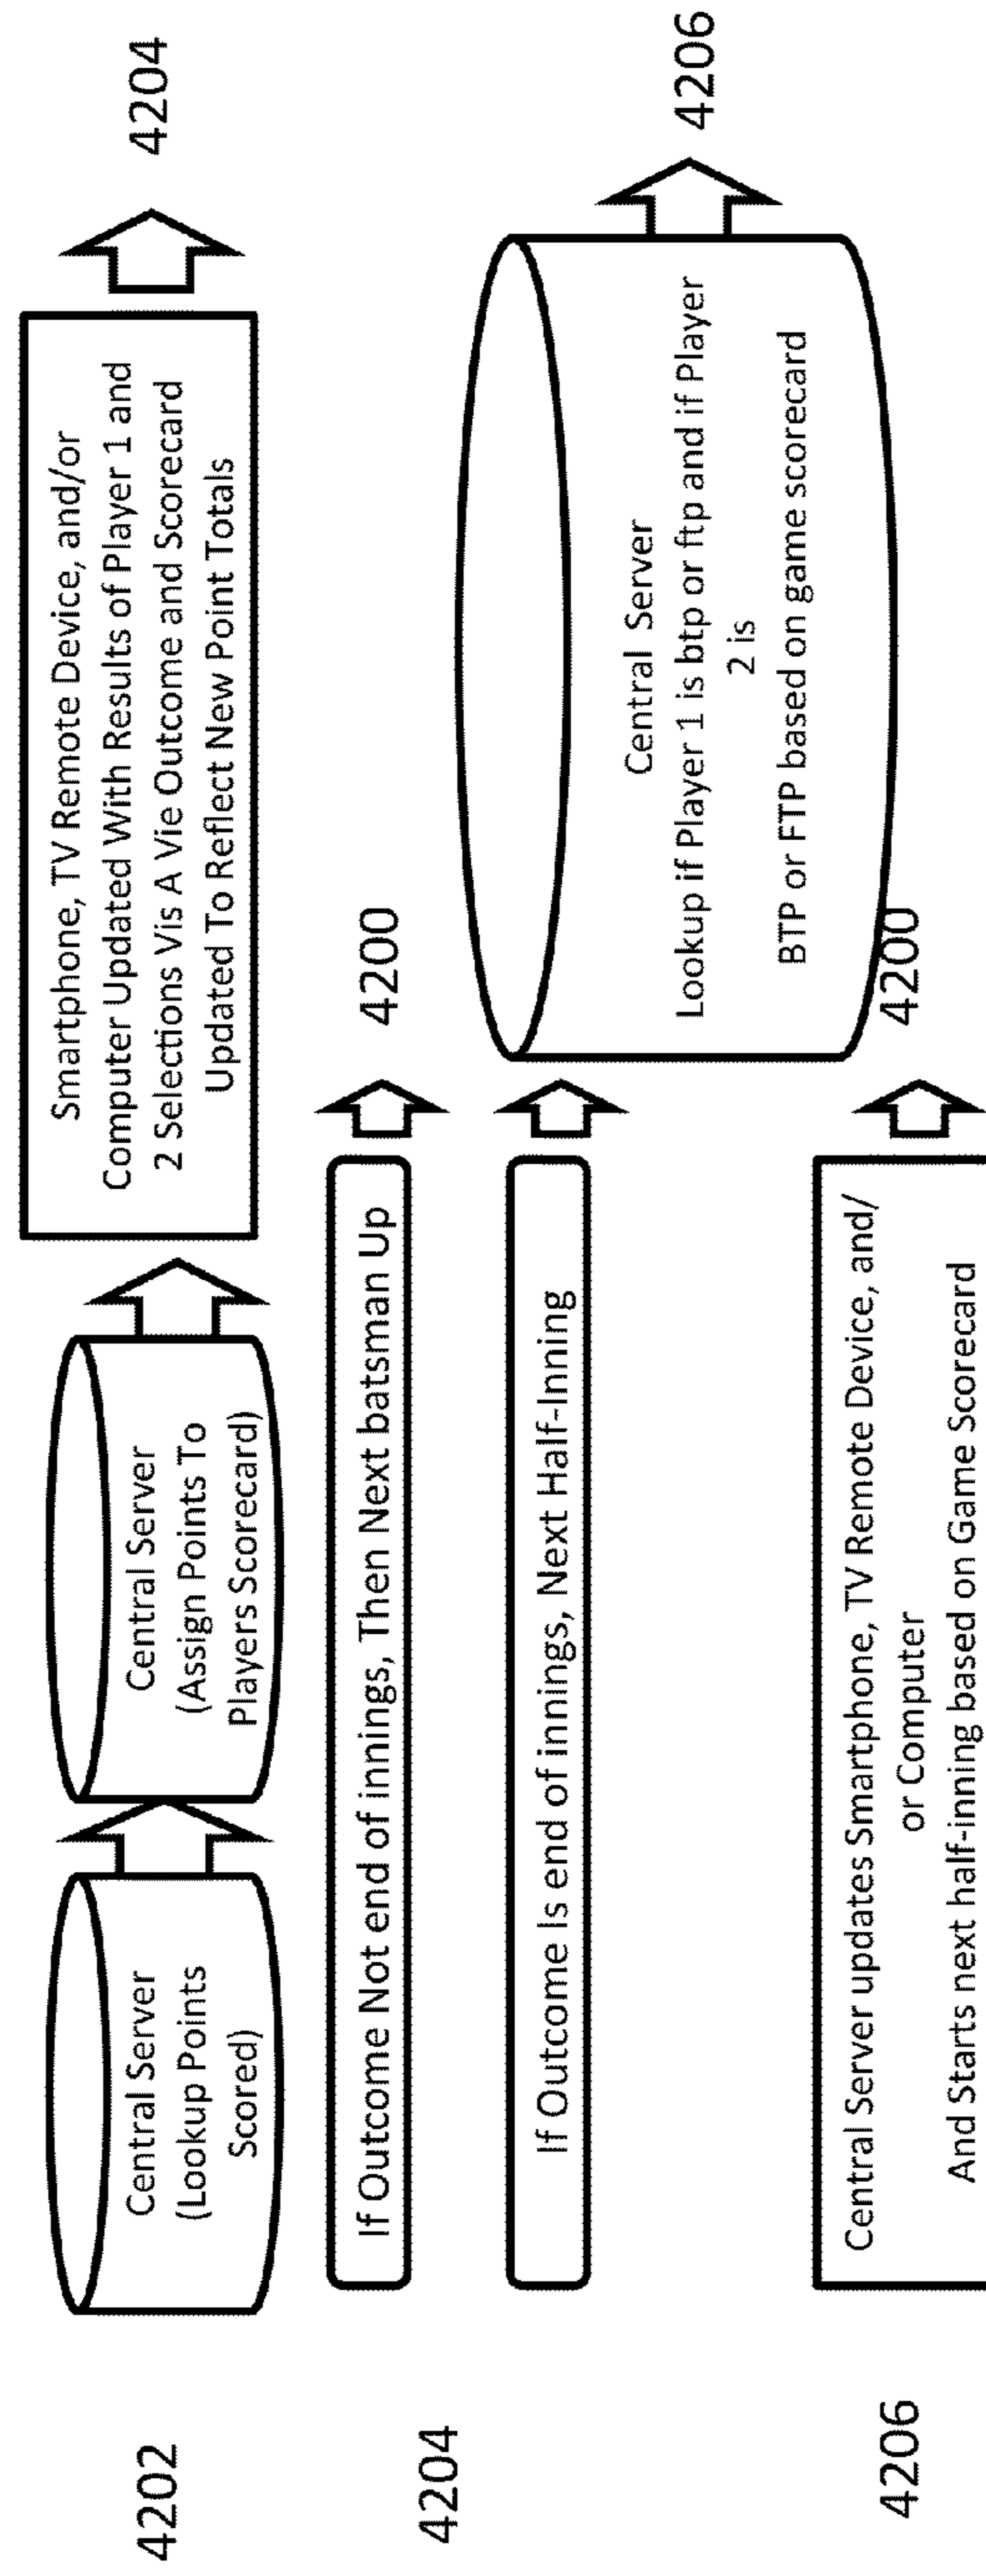 4202
Central Server
(Lookup Points
Scored)
Central Server
(Assign Points To
Players Scorecard)
Smartphone, TV Remote Device, and/or
Computer Updated With Results of Player 1 and
2 Selections Vis A Vie Outcome and Scorecard
Updated To Reflect New Point Totals
4204
4204
If Outcome Not end of innings, Then Next batsman Up
4200
If Outcome Is end of innings, Next Half-Inning
Central Server
Lookup if Player 1 is btp or ftp and if Player
2 is
BTP or FTP based on game scorecard
4206
4206
Central Server updates Smartphone, TV Remote Device, and/
or Computer
And Starts next half-inning based on Game Scorecard
4200